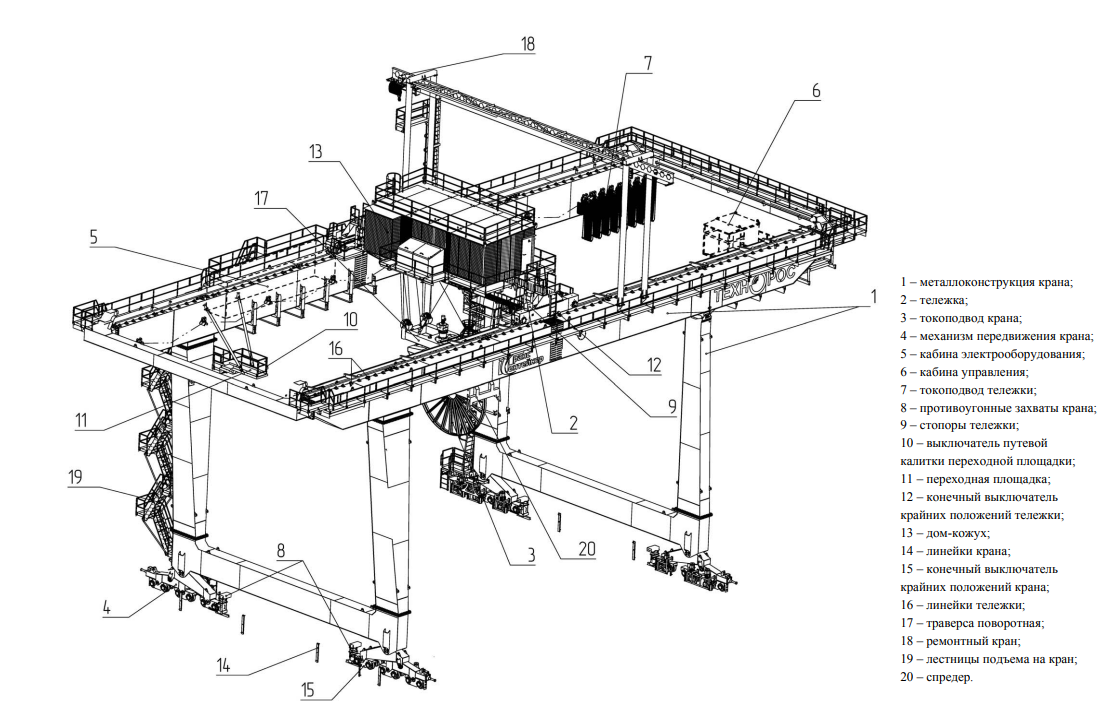 18
7
6
13
17
5
1
10
16
12
9
2
11
19
8
3
20
4
14
15
ТЕХНОРОС
1 – металлоконструкция крана;
2 – тележка;
3 – токоподвод крана;
4 – механизм передвижения крана;
5 – кабина электрооборудования;
6 – кабина управления;
7 – токоподвод тележки;
8 – противоугонные захваты крана;
9 – стопоры тележки;
10 – выключатель путевой
калитки переходной площадки;
11 – переходная площадка;
12 – конечный выключатель
крайних положений тележки;
13 – дом-кожух;
14 – линейки крана;
15 – конечный выключатель
крайних положений крана;
16 – линейки тележки;
17 – траверса поворотная;
18 – ремонтный кран;
19 – лестницы подъема на кран;
20 – спредер.